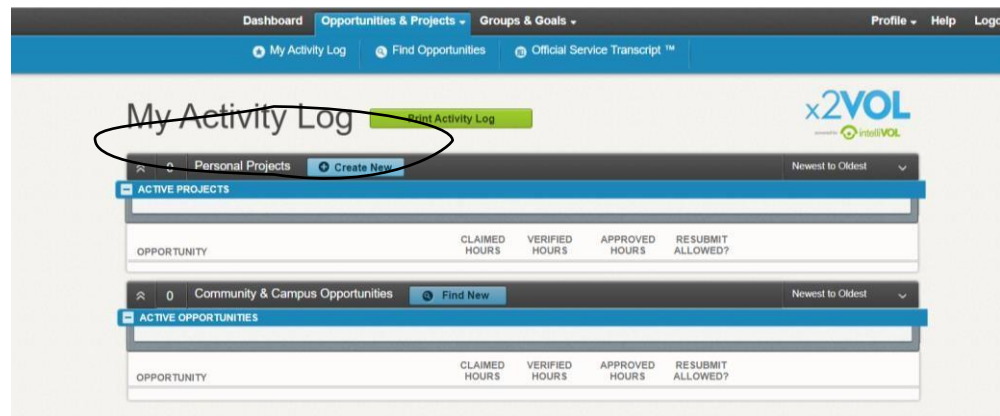 Dashboard Opportunities & Projects Groups & Goals Profile Help Logo
My Activity Log Find Opportunities Official Service Transcript ™
My Activity Log Print Activity Log
x2VOL
intelliVOL
0 Personal Projects Create New Newest to Oldest
ACTIVE PROJECTS
OPPORTUNITY CLAIMED HOURS VERIFIED HOURS APPROVED HOURS RESUBMIT ALLOWED?
0 Community & Campus Opportunities Find New Newest to Oldest
ACTIVE OPPORTUNITIES
OPPORTUNITY CLAIMED HOURS VERIFIED HOURS APPROVED HOURS RESUBMIT ALLOWED?